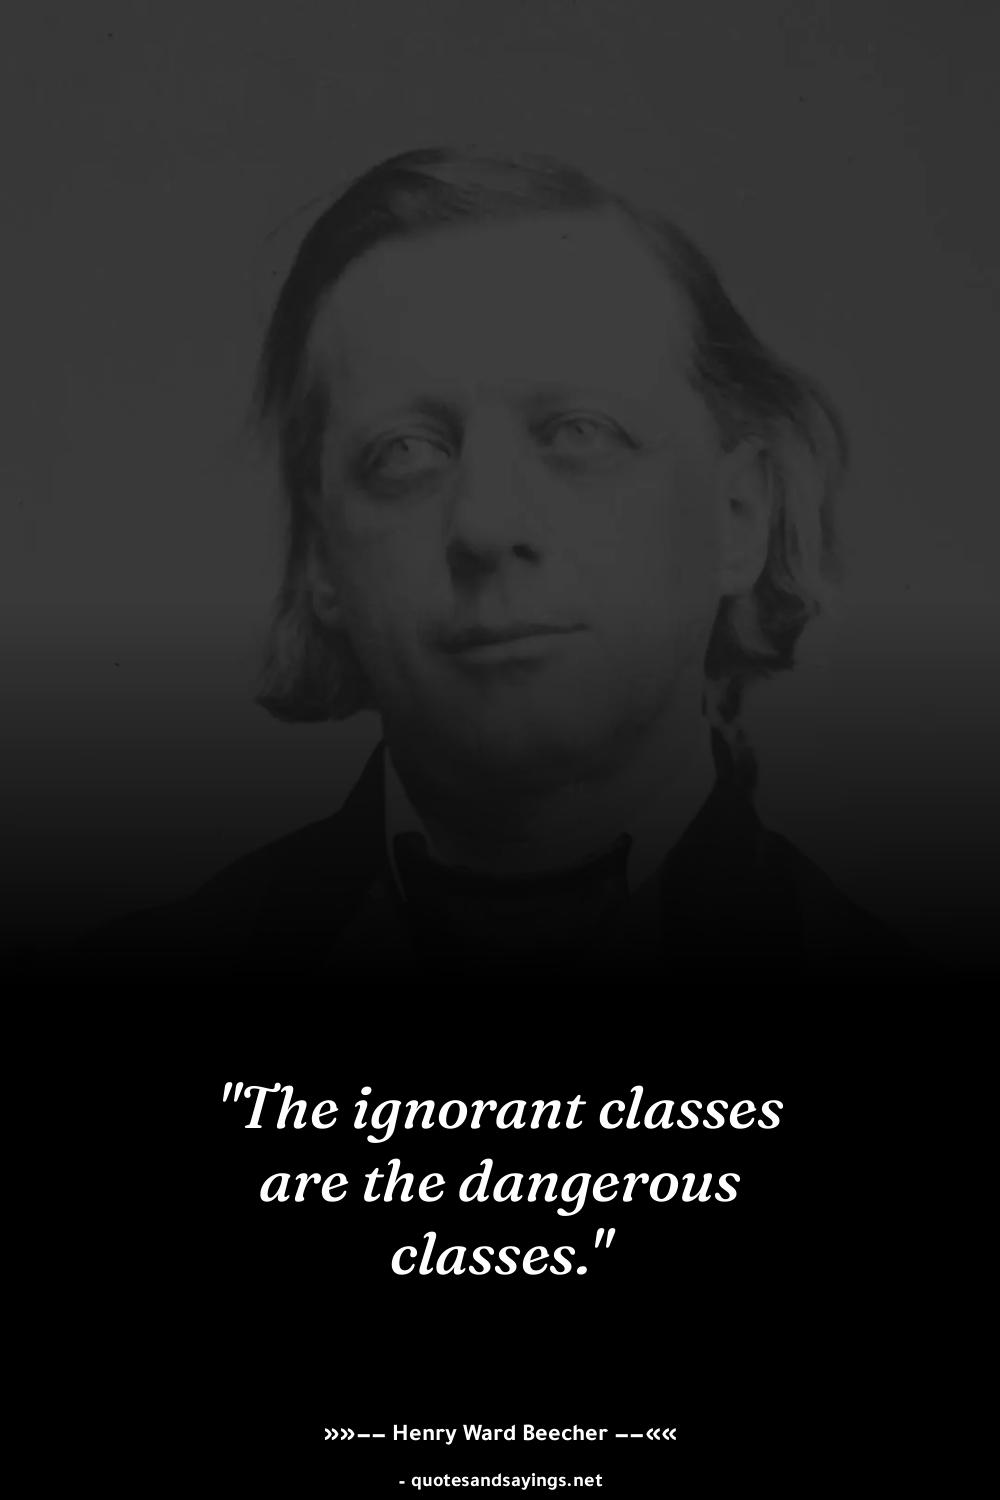 "The ignorant classes
are the dangerous
classes."
»»−− Henry Ward Beecher −−««
- quotesandsayings.net